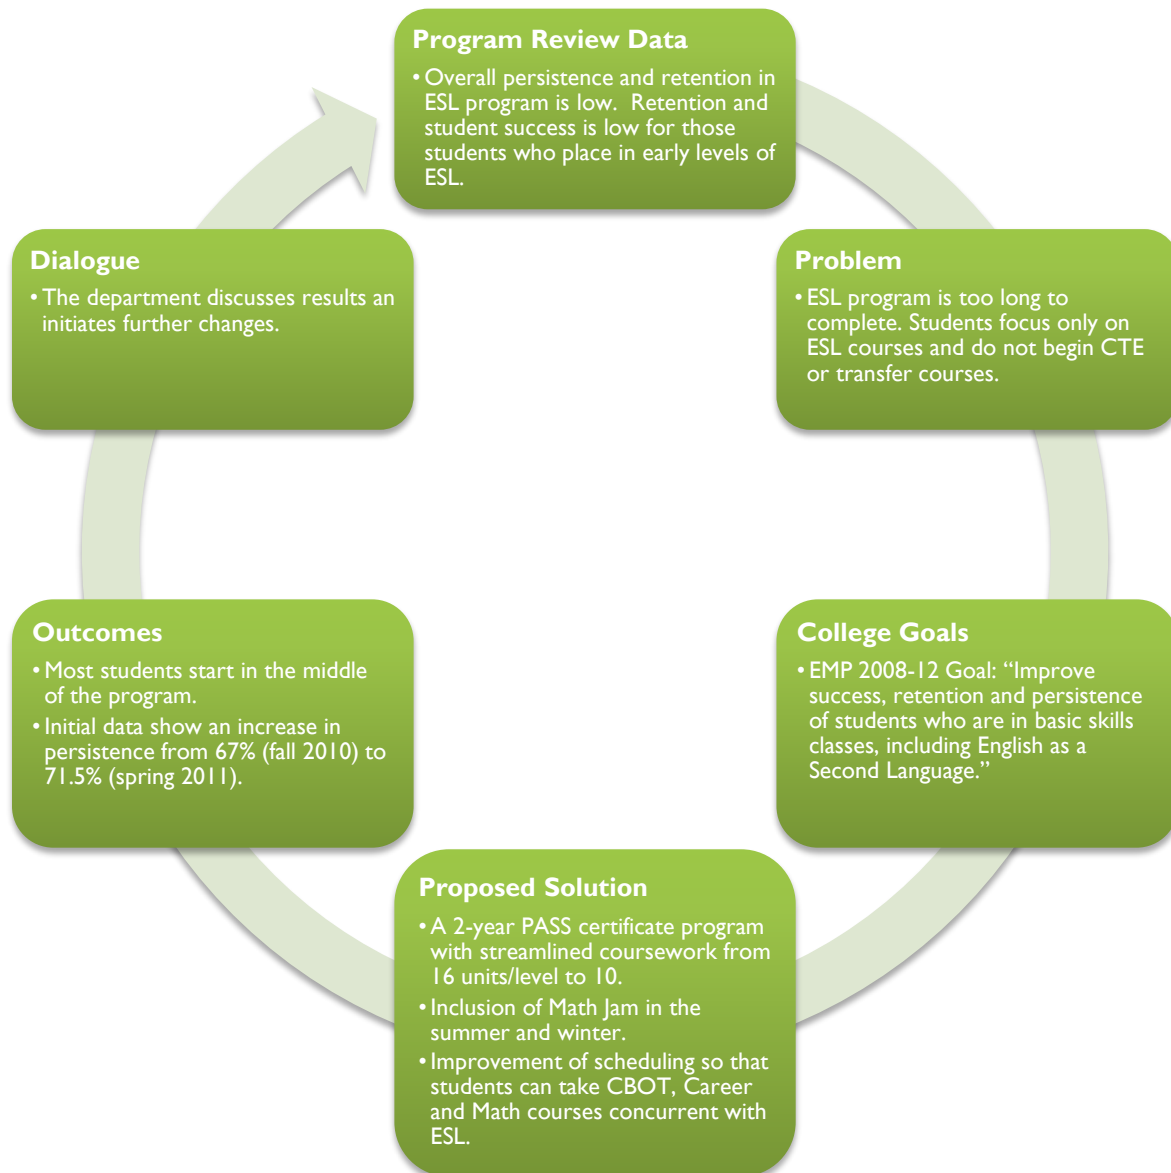 Program Review Data
• Overall persistence and retention in
ESL program is low.  Retention and
student success is low for those
students who place in early levels of
ESL.
Problem
• ESL program is too long to
complete. Students focus only on
ESL courses and do not begin CTE
or transfer courses.
College Goals
• EMP 2008-12 Goal: “Improve
success, retention and persistence
of students who are in basic skills
classes, including English as a
Second Language.”
Proposed Solution
• A 2-year PASS certificate program
with streamlined coursework from
16 units/level to 10.
• Inclusion of Math Jam in the
summer and winter.
• Improvement of scheduling so that
students can take CBOT, Career
and Math courses concurrent with
ESL.
Outcomes
• Most students start in the middle
of the program.
• Initial data show an increase in
persistence from 67% (fall 2010) to
71.5% (spring 2011).
Dialogue
• The department discusses results an
initiates further changes.